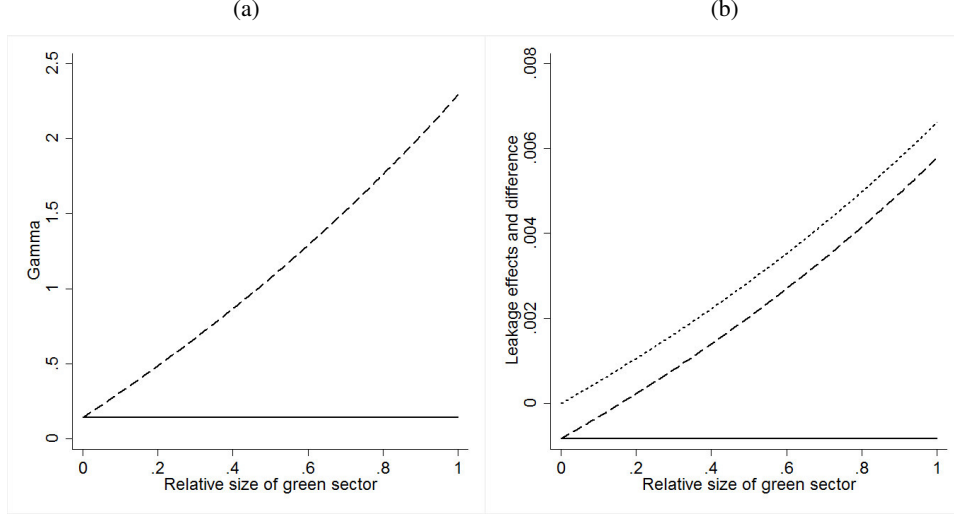 (a)
(b)
2.5
2
1.5
1
.5
0
Gamma
0 .2 .4 .6 .8 1
Relative size of green sector
.008
.006
.004
.002
0
Leakage effects and difference
0 .2 .4 .6 .8 1
Relative size of green sector